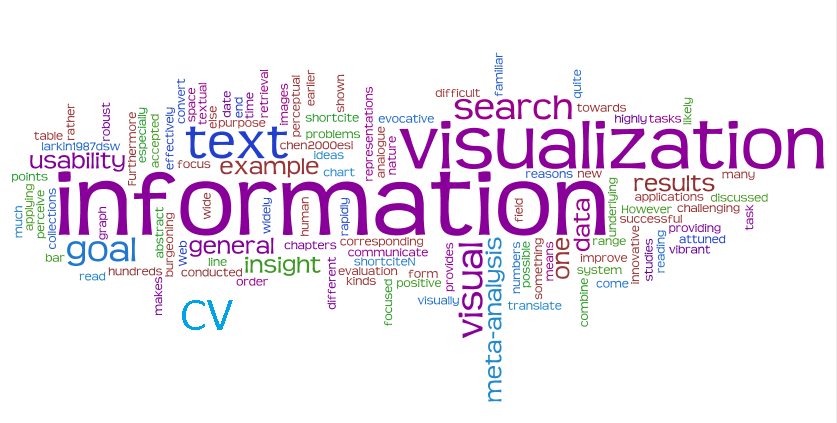 familiar
difficult
quite
search
towards
evocative
highly
tasks
likely
visualization
representations
analogue
nature
shown
earlier
perceptual
images
retrieval
time
end
date
else
textual
space
convert
purpose
shortcite
problems
chen2000esl
ideas
chart
text
focus
example
effectively
accepted
especially
Furthermore
robust
rather
table
larkin1987dsw
usability
points
information
reasons
new
many
results
applications
discussed
However
challenging
successful
task
providing
attuned
vibrant
much
applying
perceive
collections
graph
goal
bar
read
hundreds
abstract
burgeoning
Web
wide
widely
human
rapidly
general
line
conducted
insight
order
makes
chapters
corresponding
communicate
shortciteN
evaluation
kinds
form
positive
different
focused
visually
provides
visual
meta-analysis
numbers
possible
field
something
one
means
data
underlying
range
improve
system
come
combine
translate
innovative
studies
reading
CV